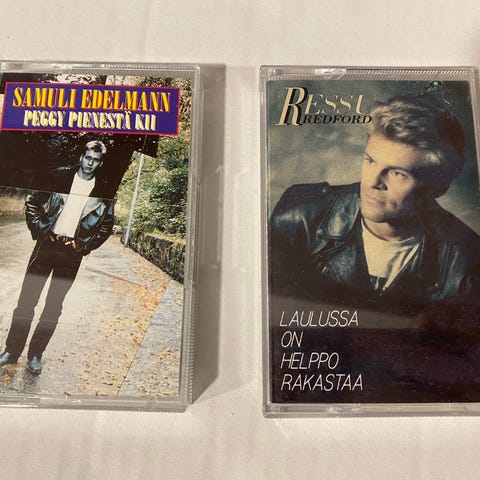 SAMULI EDELMANN
PEGGY PIENESTÄ KII
RESSU
REDFORD
LAULUSSA
ON
HELPPO
RAKASTAA